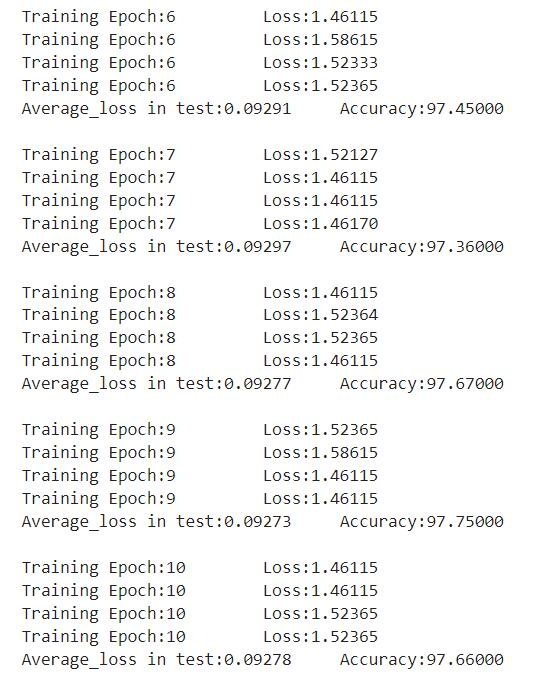 Training Epoch:6 Loss:1.46115
Training Epoch:6 Loss:1.58615
Training Epoch:6 Loss:1.52333
Training Epoch:6 Loss:1.52365
Average_loss in test:0.09291 Accuracy:97.45000
Training Epoch:7 Loss:1.52127
Training Epoch:7 Loss:1.46115
Training Epoch:7 Loss:1.46115
Training Epoch:7 Loss:1.46170
Average_loss in test:0.09297 Accuracy:97.36000
Training Epoch:8 Loss:1.46115
Training Epoch:8 Loss:1.52364
Training Epoch:8 Loss:1.52365
Training Epoch:8 Loss:1.46115
Average_loss in test:0.09277 Accuracy:97.67000
Training Epoch:9 Loss:1.52365
Training Epoch:9 Loss:1.58615
Training Epoch:9 Loss:1.46115
Training Epoch:9 Loss:1.46115
Average_loss in test:0.09273 Accuracy:97.75000
Training Epoch:10 Loss:1.46115
Training Epoch:10 Loss:1.46115
Training Epoch:10 Loss:1.52365
Training Epoch:10 Loss:1.52365
Average_loss in test:0.09278 Accuracy:97.66000